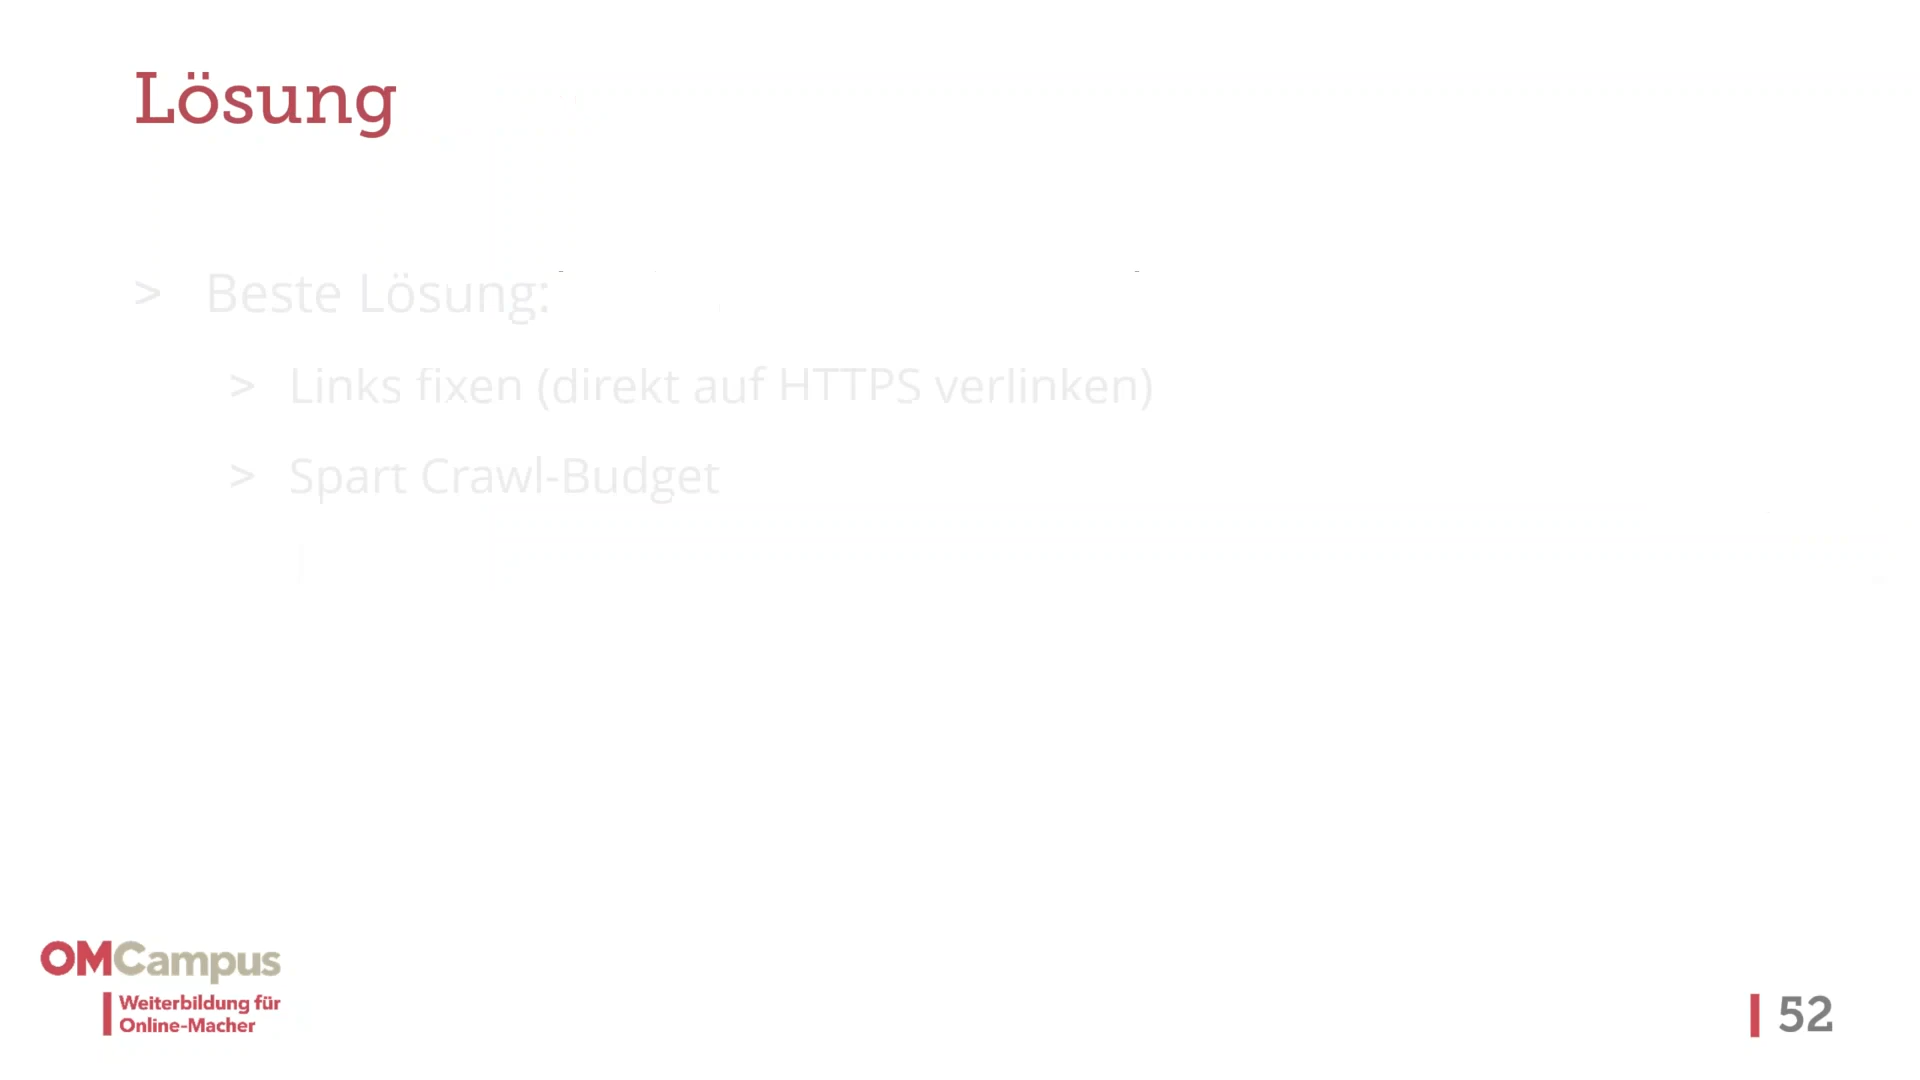 Lösung
> Beste Lösung:
> Links fixen (direkt auf HTTPS verlinken)
> Spart Crawl-Budget
OMCampus
Weiterbildung für
Online-Macher
52